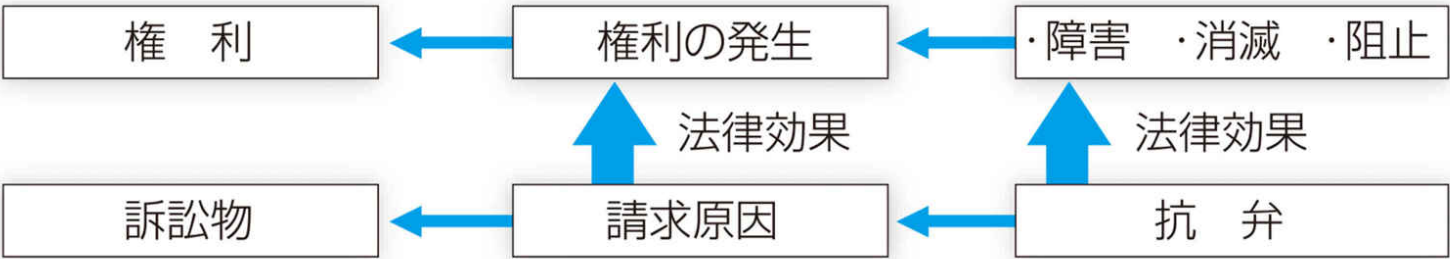 権　利
権利の発生
・障害　・消滅　・阻止
法律効果
法律効果
訴訟物
請求原因
抗　弁